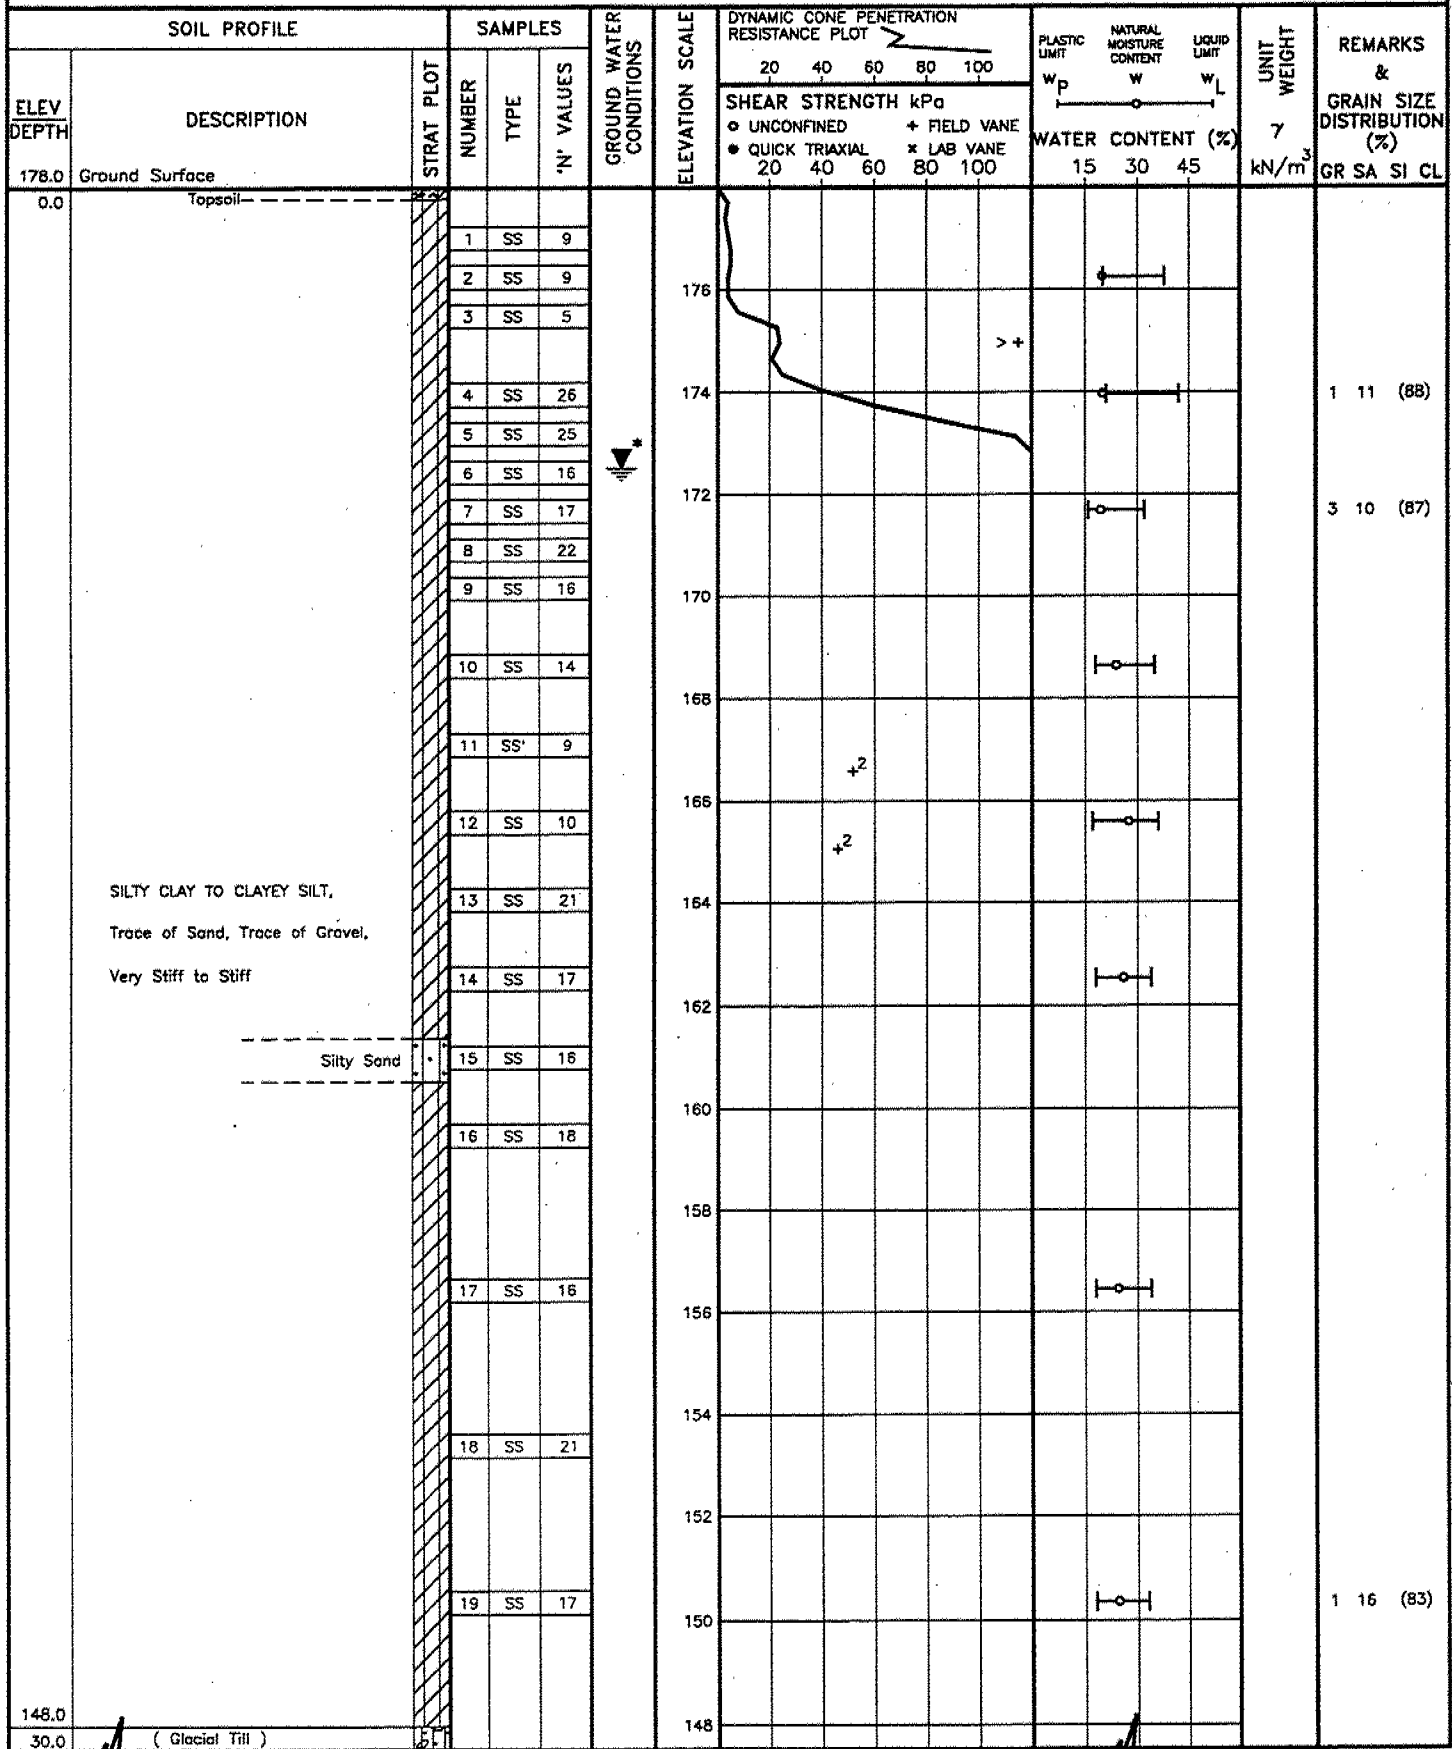 SOIL PROFILE
SAMPLES
GROUND WATER CONDITIONS
ELEVATION SCALE
DYNAMIC CONE PENETRATION
RESISTANCE PLOT
20 40 60 80 100
SHEAR STRENGTH kPa
o UNCONFINED + FIELD VANE
● QUICK TRIAXIAL × LAB VANE
20 40 60 80 100
PLASTIC LIMIT
NATURAL MOISTURE CONTENT
LIQUID LIMIT
wP w wL
WATER CONTENT (%)
15 30 45
UNIT WEIGHT
γ
kN/m³
REMARKS
&
GRAIN SIZE
DISTRIBUTION
(%)
GR SA SI CL
ELEV
DEPTH
DESCRIPTION
STRAT PLOT
NUMBER
TYPE
'N' VALUES
178.0 Ground Surface
0.0 Topsoil
1 SS 9
2 SS 9
176
3 SS 5
> +
4 SS 26
174
1 11 (88)
5 SS 25
*
6 SS 16
172
7 SS 17
3 10 (87)
8 SS 22
9 SS 16
170
10 SS 14
168
11 SS' 9
+2
166
12 SS 10
+2
SILTY CLAY TO CLAYEY SILT,
13 SS 21
164
Trace of Sand, Trace of Gravel,
Very Stiff to Stiff
14 SS 17
162
Silty Sand
15 SS 16
160
16 SS 18
158
17 SS 16
156
154
18 SS 21
152
19 SS 17
1 16 (83)
150
148.0
148
30.0 ( Glacial Till )